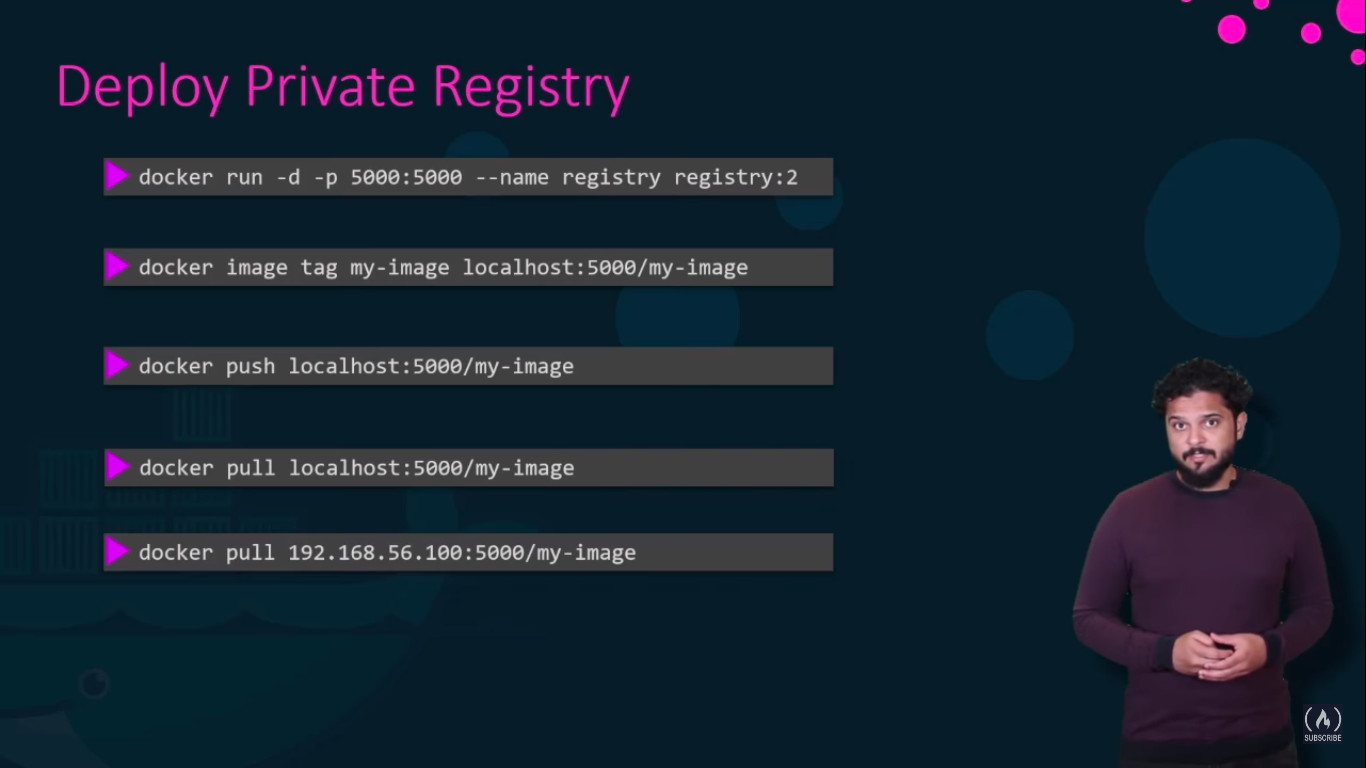 Deploy Private Registry
docker run -d -p 5000:5000 --name registry registry:2
docker image tag my-image localhost:5000/my-image
docker push localhost:5000/my-image
docker pull localhost:5000/my-image
docker pull 192.168.56.100:5000/my-image
SUBSCRIBE